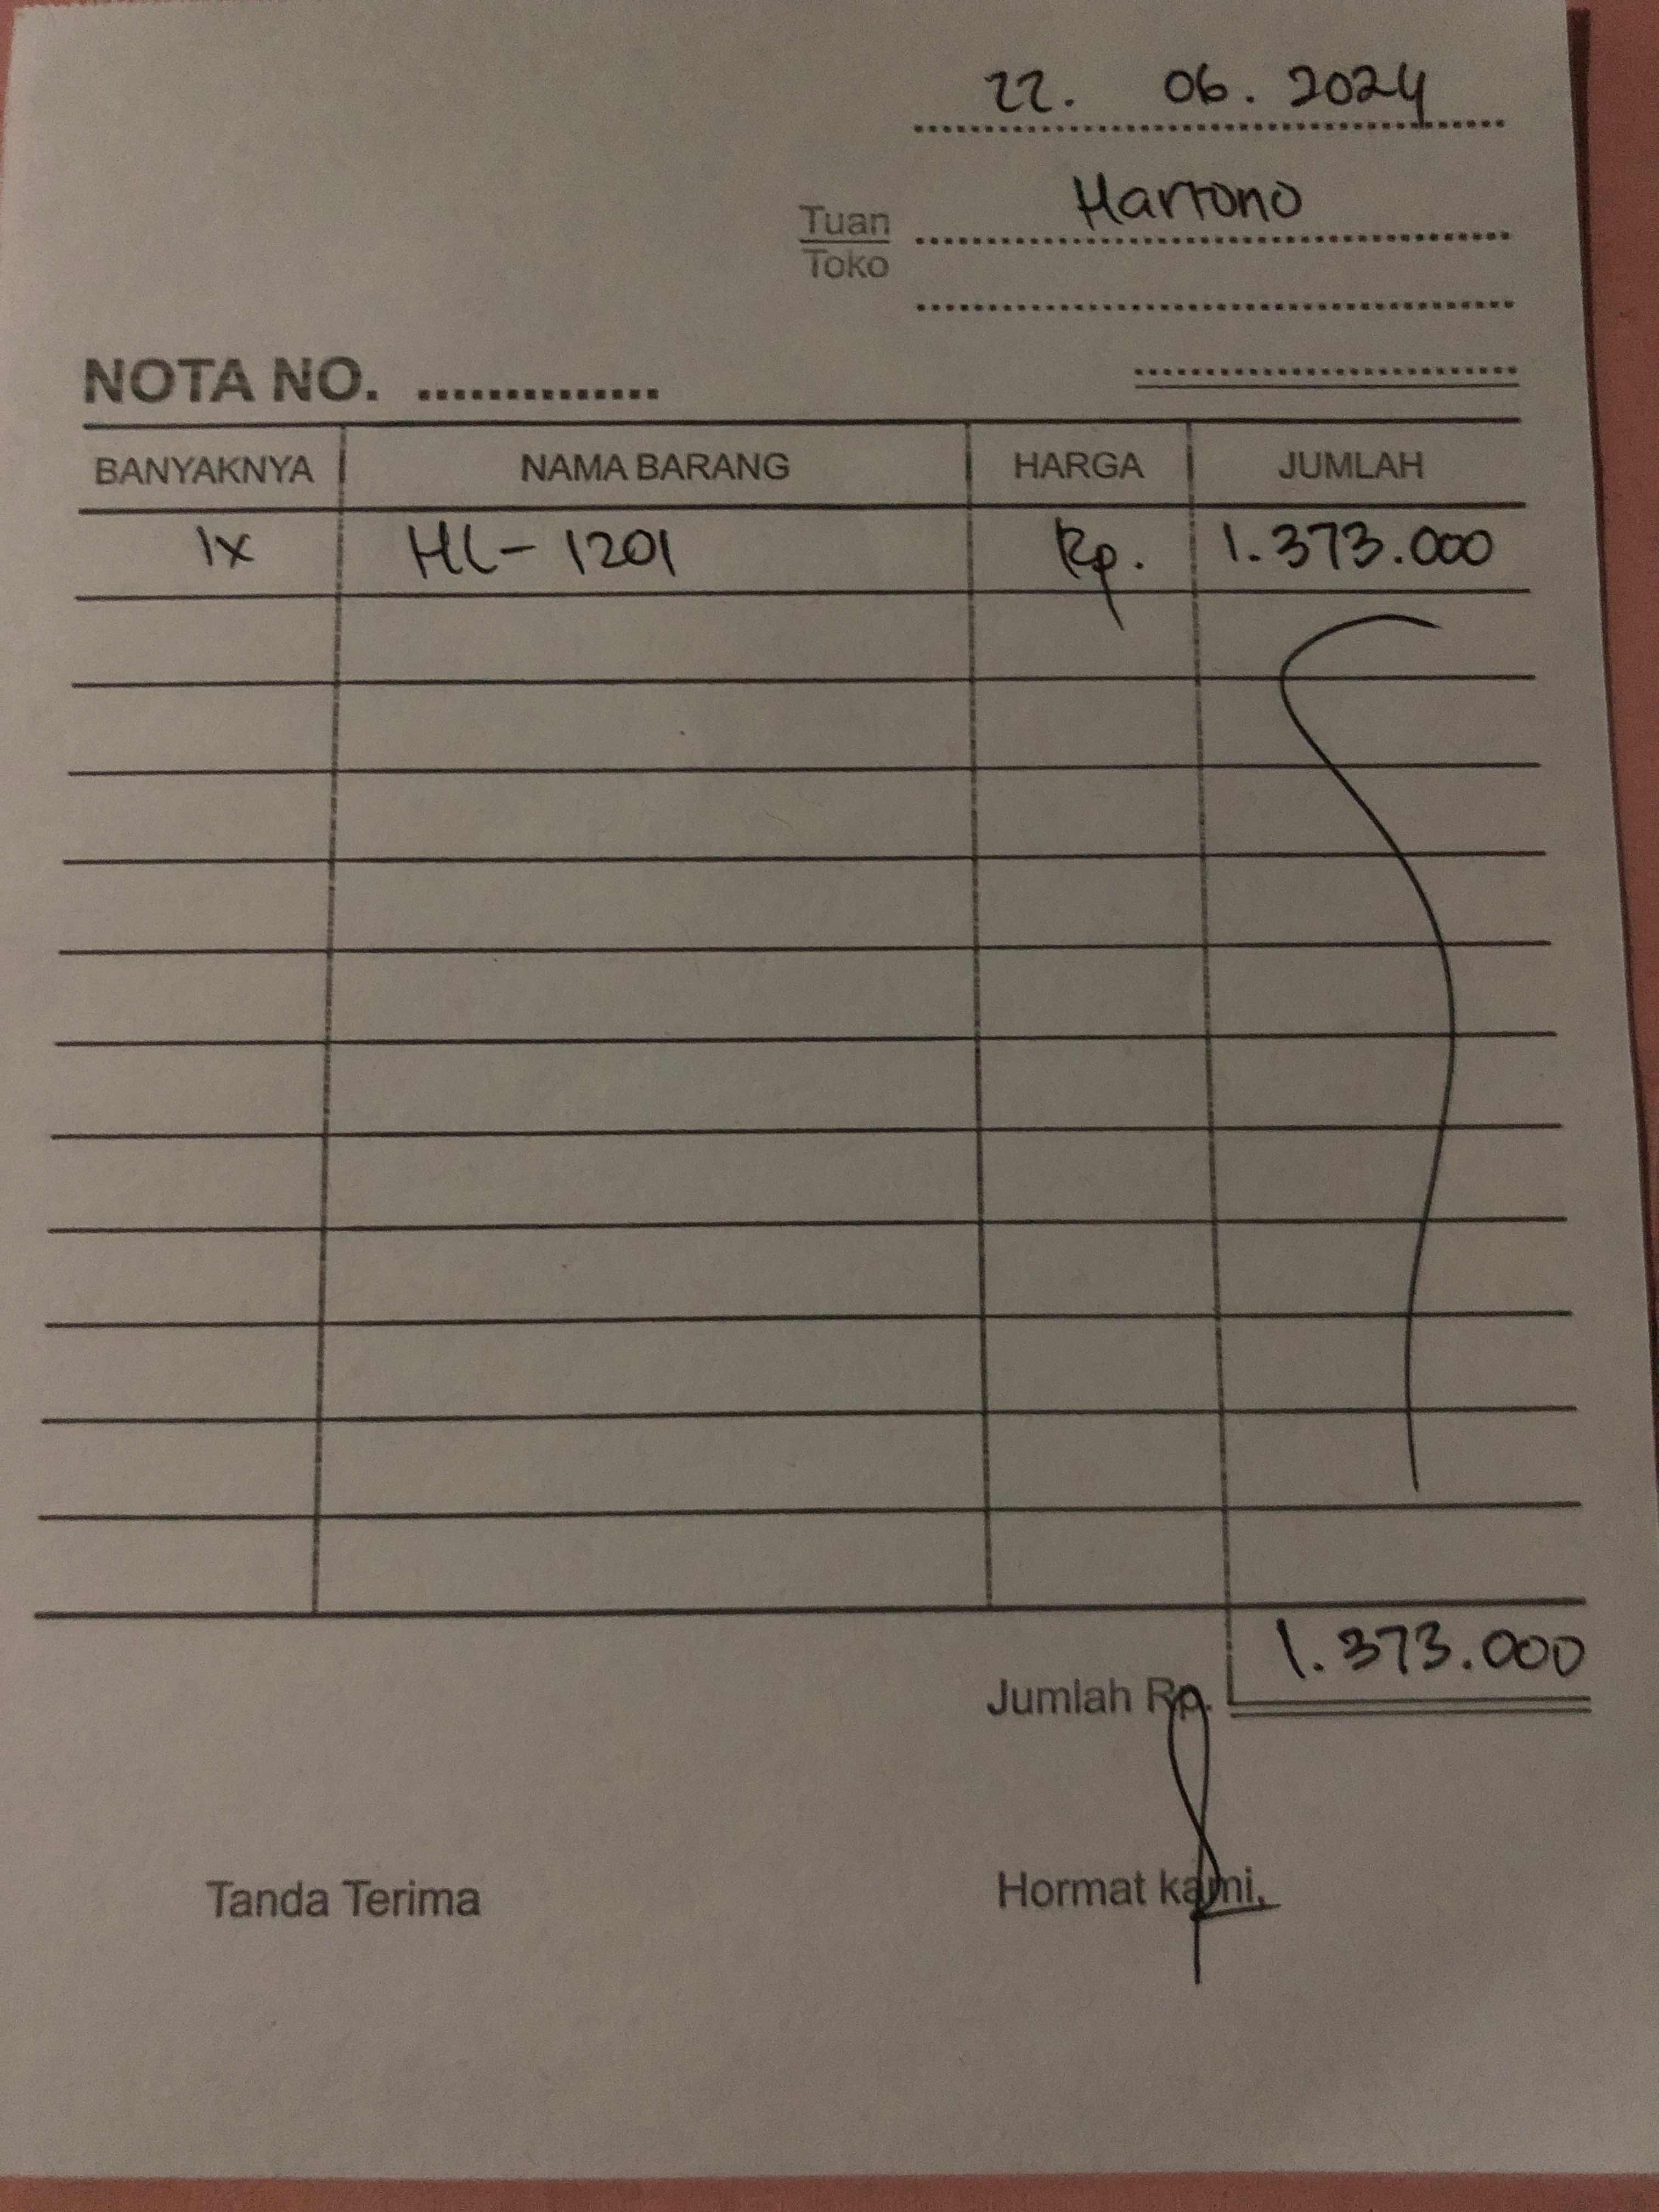 22. 06. 2024
Tuan Hartono
Toko
NOTA NO. ..............
BANYAKNYA NAMA BARANG HARGA JUMLAH
1x HL-1201 Rp. 1.373.000
Jumlah Rp. 1.373.000
Tanda Terima Hormat kami,